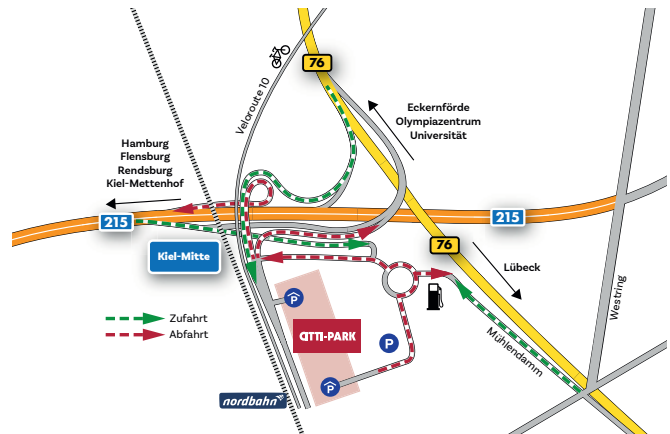 76
Veloroute 10
Eckernförde
Olympiazentrum
Universität
Hamburg
Flensburg
Rendsburg
Kiel-Mettenhof
215
215
76
Kiel-Mitte
Lübeck
Westring
P
Zufahrt
Abfahrt
CITTI-PARK
P
Mühlendamm
P
nordbahn